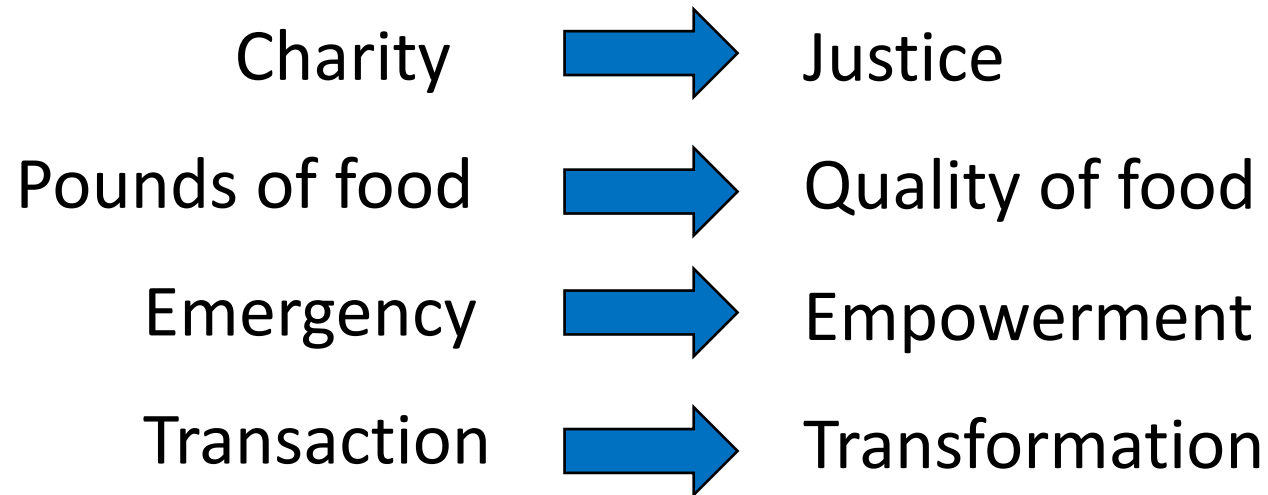 Charity Justice
Pounds of food Quality of food
Emergency Empowerment
Transaction Transformation